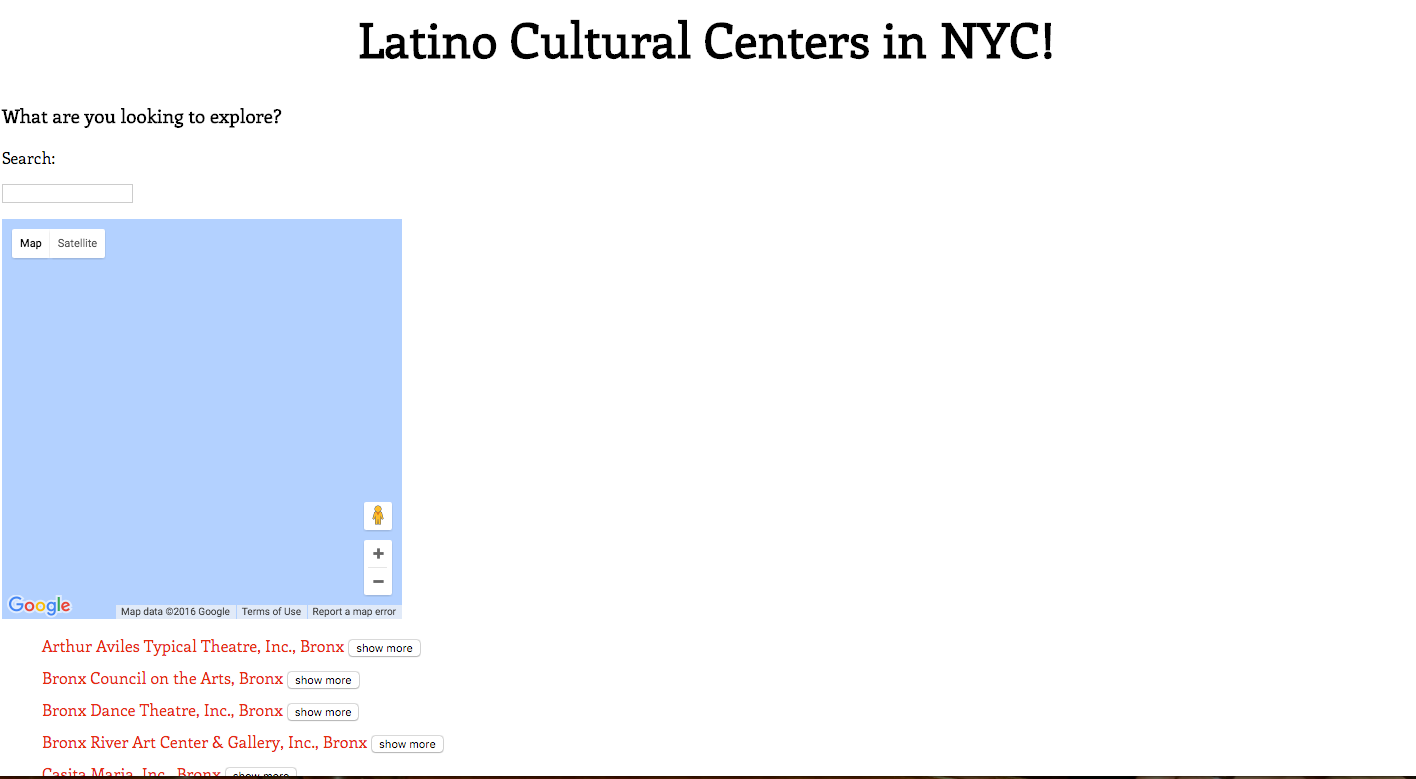 Latino Cultural Centers in NYC!
What are you looking to explore?
Search:
Map Satellite
+
−
Google
Map data ©2016 Google Terms of Use Report a map error
Arthur Aviles Typical Theatre, Inc., Bronx show more
Bronx Council on the Arts, Bronx show more
Bronx Dance Theatre, Inc., Bronx show more
Bronx River Art Center & Gallery, Inc., Bronx show more
Casita Maria, Inc., Bronx show more